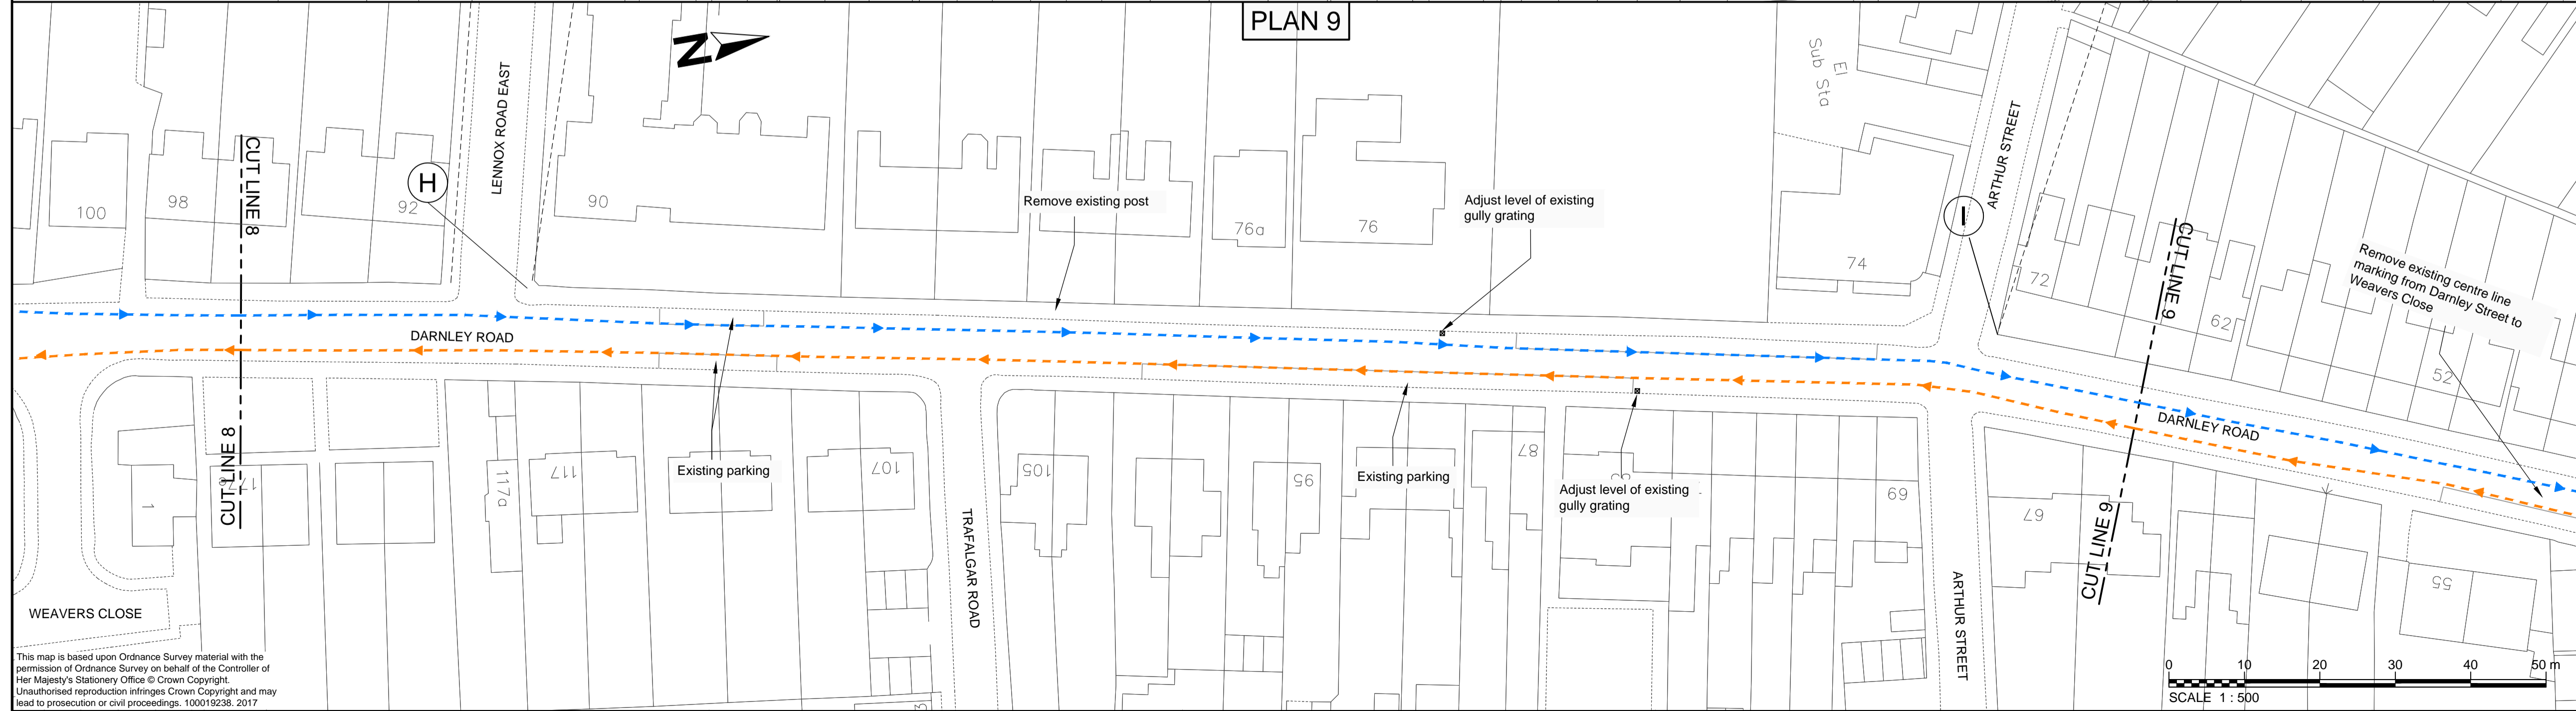 PLAN 9
N
LENNOX ROAD EAST
El
Sub Sta
ARTHUR STREET
CUT LINE 8
H
100
98
92
90
Remove existing post
76a
76
Adjust level of existing
gully grating
74
I
72
CUT LINE 9
62
Remove existing centre line
marking from Darnley Street to
Weavers Close
52
DARNLEY ROAD
DARNLEY ROAD
1
CUT LINE 8
117a
117
Existing parking
107
TRAFALGAR ROAD
105
95
Existing parking
87
Adjust level of existing
gully grating
69
ARTHUR STREET
67
CUT LINE 9
55
WEAVERS CLOSE
This map is based upon Ordnance Survey material with the
permission of Ordnance Survey on behalf of the Controller of
Her Majesty's Stationery Office © Crown Copyright.
Unauthorised reproduction infringes Crown Copyright and may
lead to prosecution or civil proceedings. 100019238. 2017
0 10 20 30 40 50 m
SCALE 1 : 500